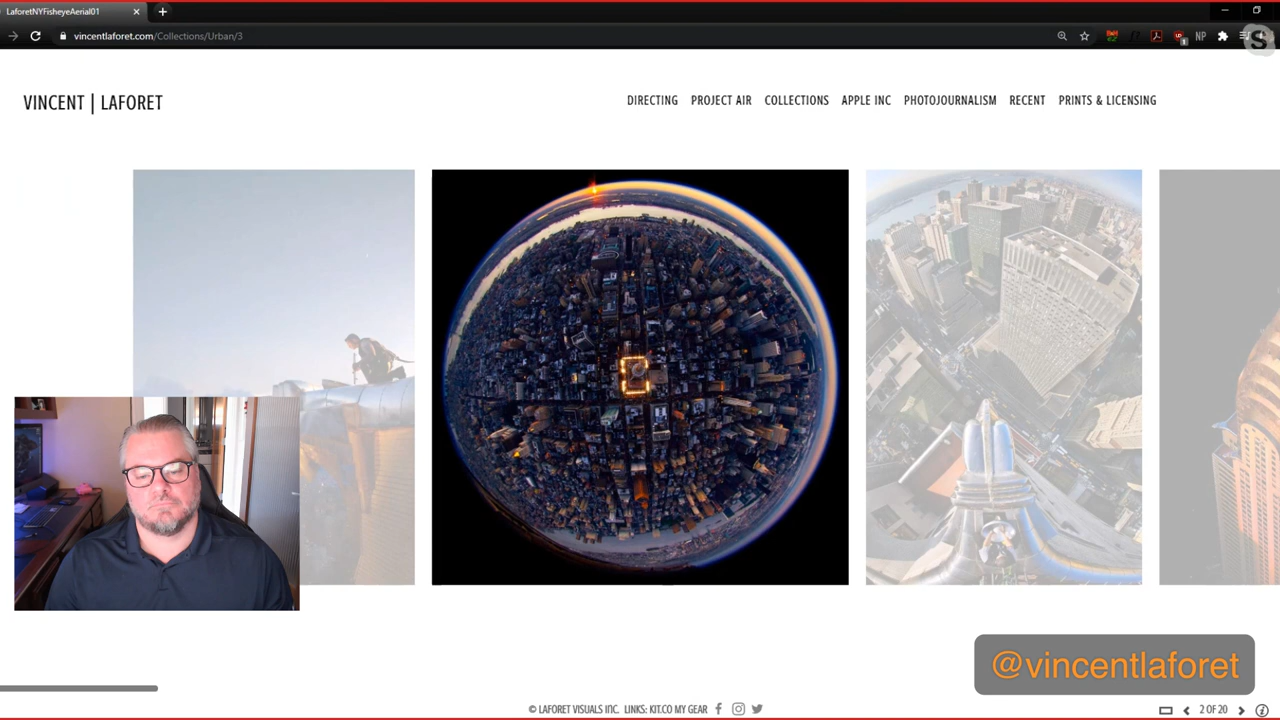 LaforetNYFisheyeAerial01
vincentlaforet.com/Collections/Urban/3
NP
VINCENT | LAFORET
DIRECTING PROJECT AIR COLLECTIONS APPLE INC PHOTOJOURNALISM RECENT PRINTS & LICENSING
@vincentlaforet
© LAFORET VISUALS INC. LINKS: KIT.CO MY GEAR
2 OF 20